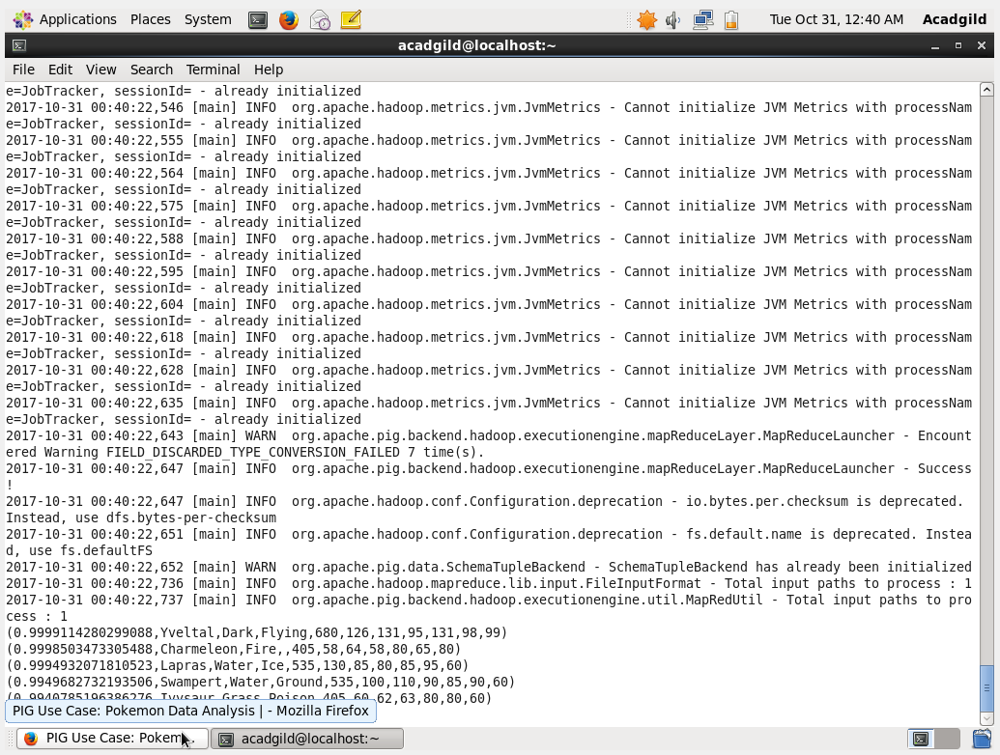 Applications Places System Tue Oct 31, 12:40 AM Acadgild
acadgild@localhost:~
File Edit View Search Terminal Help
e=JobTracker, sessionId= - already initialized
2017-10-31 00:40:22,546 [main] INFO  org.apache.hadoop.metrics.jvm.JvmMetrics - Cannot initialize JVM Metrics with processNam
e=JobTracker, sessionId= - already initialized
2017-10-31 00:40:22,555 [main] INFO  org.apache.hadoop.metrics.jvm.JvmMetrics - Cannot initialize JVM Metrics with processNam
e=JobTracker, sessionId= - already initialized
2017-10-31 00:40:22,564 [main] INFO  org.apache.hadoop.metrics.jvm.JvmMetrics - Cannot initialize JVM Metrics with processNam
e=JobTracker, sessionId= - already initialized
2017-10-31 00:40:22,575 [main] INFO  org.apache.hadoop.metrics.jvm.JvmMetrics - Cannot initialize JVM Metrics with processNam
e=JobTracker, sessionId= - already initialized
2017-10-31 00:40:22,588 [main] INFO  org.apache.hadoop.metrics.jvm.JvmMetrics - Cannot initialize JVM Metrics with processNam
e=JobTracker, sessionId= - already initialized
2017-10-31 00:40:22,595 [main] INFO  org.apache.hadoop.metrics.jvm.JvmMetrics - Cannot initialize JVM Metrics with processNam
e=JobTracker, sessionId= - already initialized
2017-10-31 00:40:22,604 [main] INFO  org.apache.hadoop.metrics.jvm.JvmMetrics - Cannot initialize JVM Metrics with processNam
e=JobTracker, sessionId= - already initialized
2017-10-31 00:40:22,618 [main] INFO  org.apache.hadoop.metrics.jvm.JvmMetrics - Cannot initialize JVM Metrics with processNam
e=JobTracker, sessionId= - already initialized
2017-10-31 00:40:22,628 [main] INFO  org.apache.hadoop.metrics.jvm.JvmMetrics - Cannot initialize JVM Metrics with processNam
e=JobTracker, sessionId= - already initialized
2017-10-31 00:40:22,635 [main] INFO  org.apache.hadoop.metrics.jvm.JvmMetrics - Cannot initialize JVM Metrics with processNam
e=JobTracker, sessionId= - already initialized
2017-10-31 00:40:22,643 [main] WARN  org.apache.pig.backend.hadoop.executionengine.mapReduceLayer.MapReduceLauncher - Encount
ered Warning FIELD_DISCARDED_TYPE_CONVERSION_FAILED 7 time(s).
2017-10-31 00:40:22,647 [main] INFO  org.apache.pig.backend.hadoop.executionengine.mapReduceLayer.MapReduceLauncher - Success
!
2017-10-31 00:40:22,647 [main] INFO  org.apache.hadoop.conf.Configuration.deprecation - io.bytes.per.checksum is deprecated.
Instead, use dfs.bytes-per-checksum
2017-10-31 00:40:22,651 [main] INFO  org.apache.hadoop.conf.Configuration.deprecation - fs.default.name is deprecated. Instea
d, use fs.defaultFS
2017-10-31 00:40:22,652 [main] WARN  org.apache.pig.data.SchemaTupleBackend - SchemaTupleBackend has already been initialized
2017-10-31 00:40:22,736 [main] INFO  org.apache.hadoop.mapreduce.lib.input.FileInputFormat - Total input paths to process : 1
2017-10-31 00:40:22,737 [main] INFO  org.apache.pig.backend.hadoop.executionengine.util.MapRedUtil - Total input paths to pro
cess : 1
(0.9999114280299088,Yveltal,Dark,Flying,680,126,131,95,131,98,99)
(0.99985034733​05488,Charmeleon,Fire,,405,58,64,58,80,65,80)
(0.9994932071810523,Lapras,Water,Ice,535,130,85,80,85,95,60)
(0.9949682732193506,Swampert,Water,Ground,535,100,110,90,85,90,60)
(0.9940785196386276,Ivysaur,Grass,Poison,405,60,62,63,80,80,60)
PIG Use Case: Pokemon Data Analysis | - Mozilla Firefox
PIG Use Case: Pokem... acadgild@localhost:~